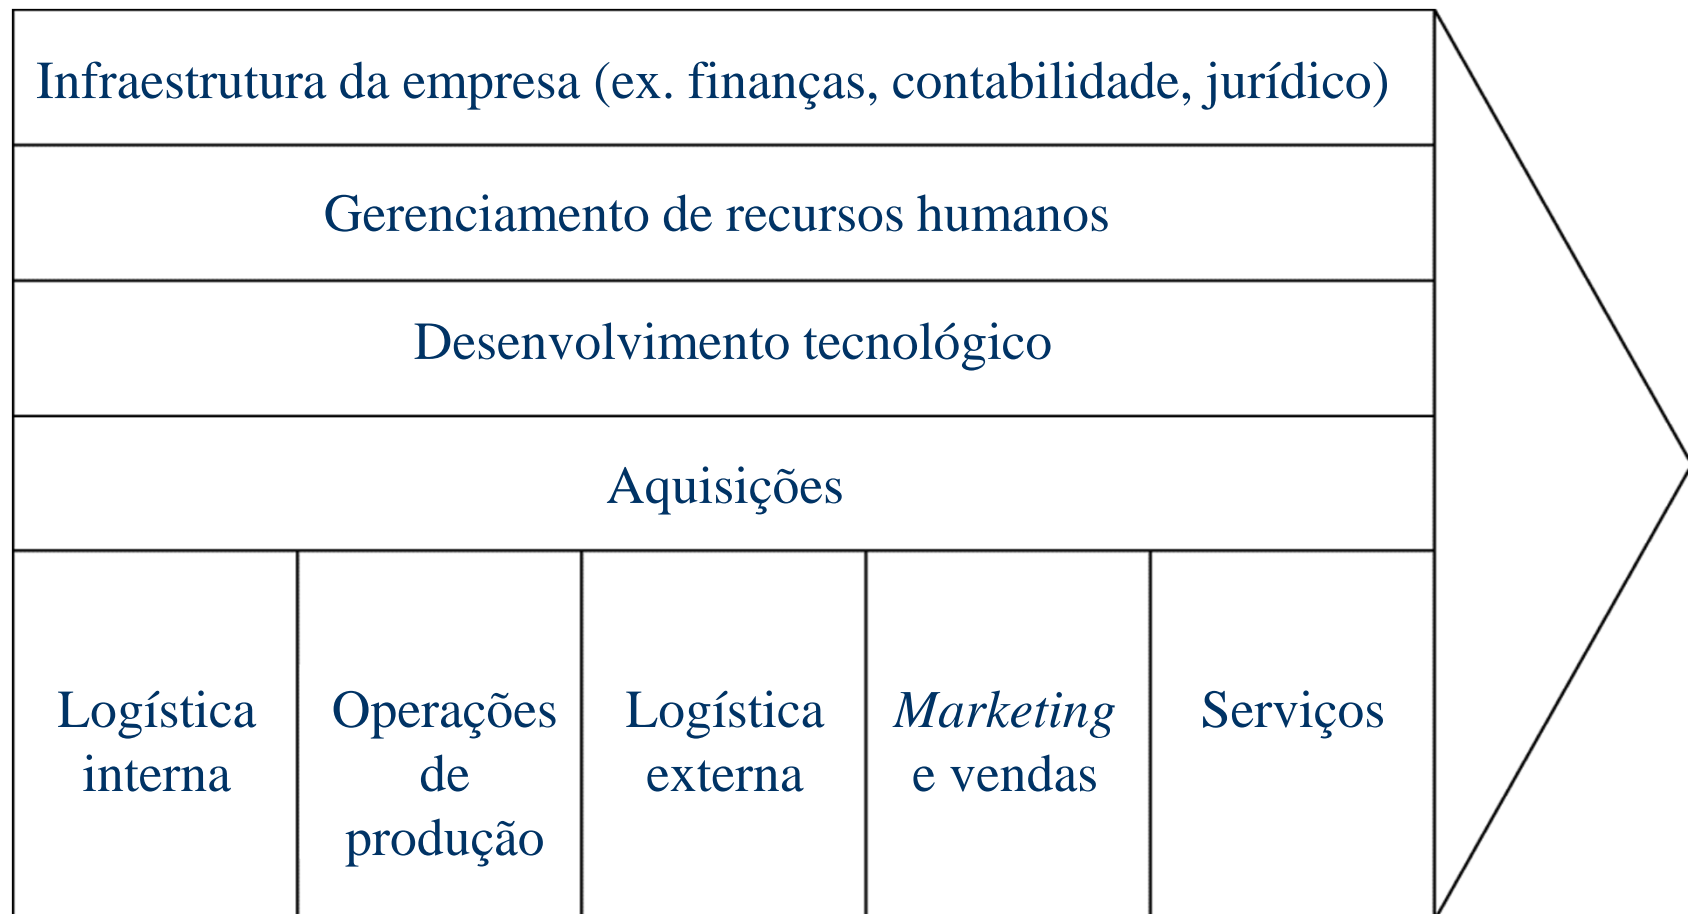 Infraestrutura da empresa (ex. finanças, contabilidade, jurídico)
Gerenciamento de recursos humanos
Desenvolvimento tecnológico
Aquisições
Logística
interna
Operações
de
produção
Logística
externa
Marketing
e vendas
Serviços